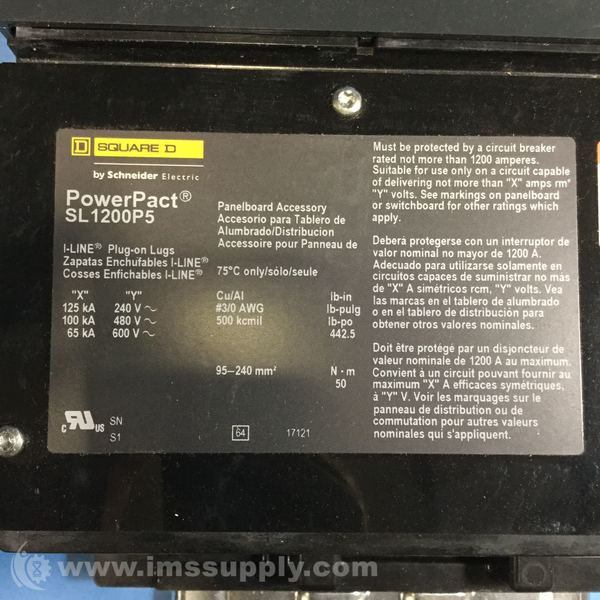 SQUARE D
by Schneider Electric
PowerPact®
SL1200P5
I-LINE® Plug-on Lugs
Zapatas Enchufables I-LINE®
Cosses Enfichables I-LINE®
"X" "Y"
125 kA 240 V ~
100 kA 480 V ~
65 kA 600 V ~
c RU US
SN
S1
Panelboard Accessory
Accesorio para Tablero de
Alumbrado/Distribucion
Accessoire pour Panneau de
75°C only/sólo/seule
Cu/Al lb-in
#3/0 AWG lb-pulg
500 kcmil lb-po
442.5
95–240 mm² N · m
50
64 17121
Must be protected by a circuit breaker
rated not more than 1200 amperes.
Suitable for use only on a circuit capable
of delivering not more than "X" amps rms
"Y" volts. See markings on panelboard
or switchboard for other ratings which
apply.
Deberá protegerse con un interruptor de
valor nominal no mayor de 1200 A.
Adecuado para utilizarse solamente en
circuitos capaces de suministrar no más
de "X" A simétricos rcm, "Y" volts. Vea
las marcas en el tablero de alumbrado
o en el tablero de distribución para
obtener otros valores nominales.
Doit être protégé par un disjoncteur de
valeur nominale de 1200 A au maximum.
Convient à un circuit pouvant fournir au
maximum "X" A efficaces symétriques,
à "Y" V. Voir les marquages sur le
panneau de distribution ou de
commutation pour autres valeurs
nominales qui s'appliquent.
www.imssupply.com